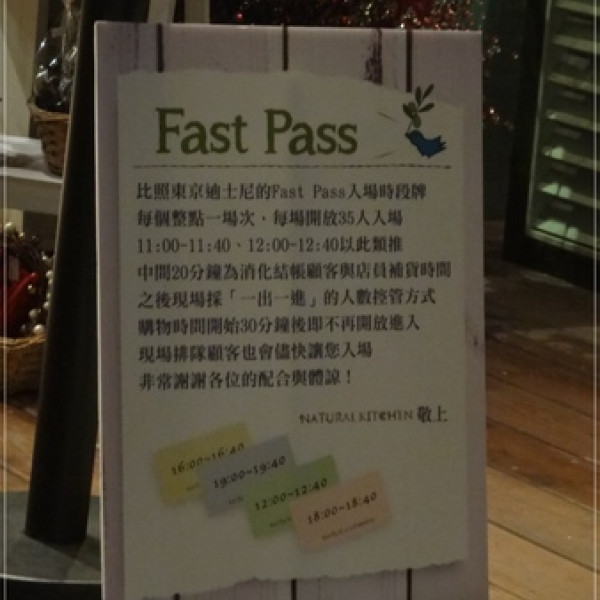 Fast Pass
比照東京迪士尼的Fast Pass入場時段牌
每個整點一場次、每場開放35人入場
11:00-11:40、12:00-12:40以此類推
中間20分鐘為消化結帳顧客與店員補貨時間
之後現場採「一出一進」的人數控管方式
購物時間開始30分鐘後即不再開放進入
現場排隊顧客也會儘快讓您入場
非常謝謝各位的配合與體諒！
NATURAL KITCHEN 敬上
16:00~16:40
19:00~19:40
12:00~12:40
18:00~18:40